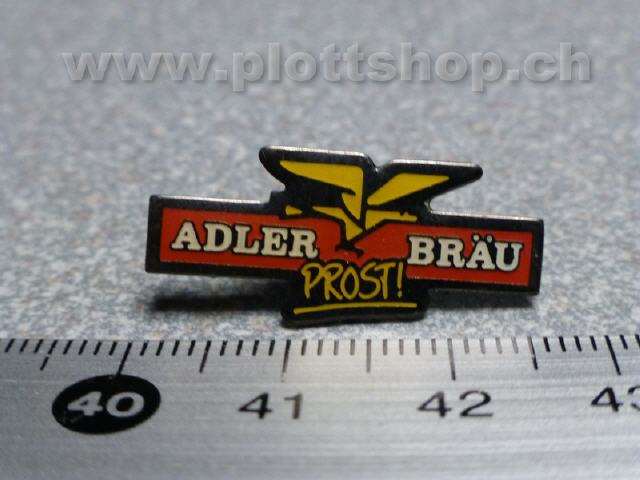 www.plottshop.ch
ADLER BRÄU
PROST!
40 41 42 43